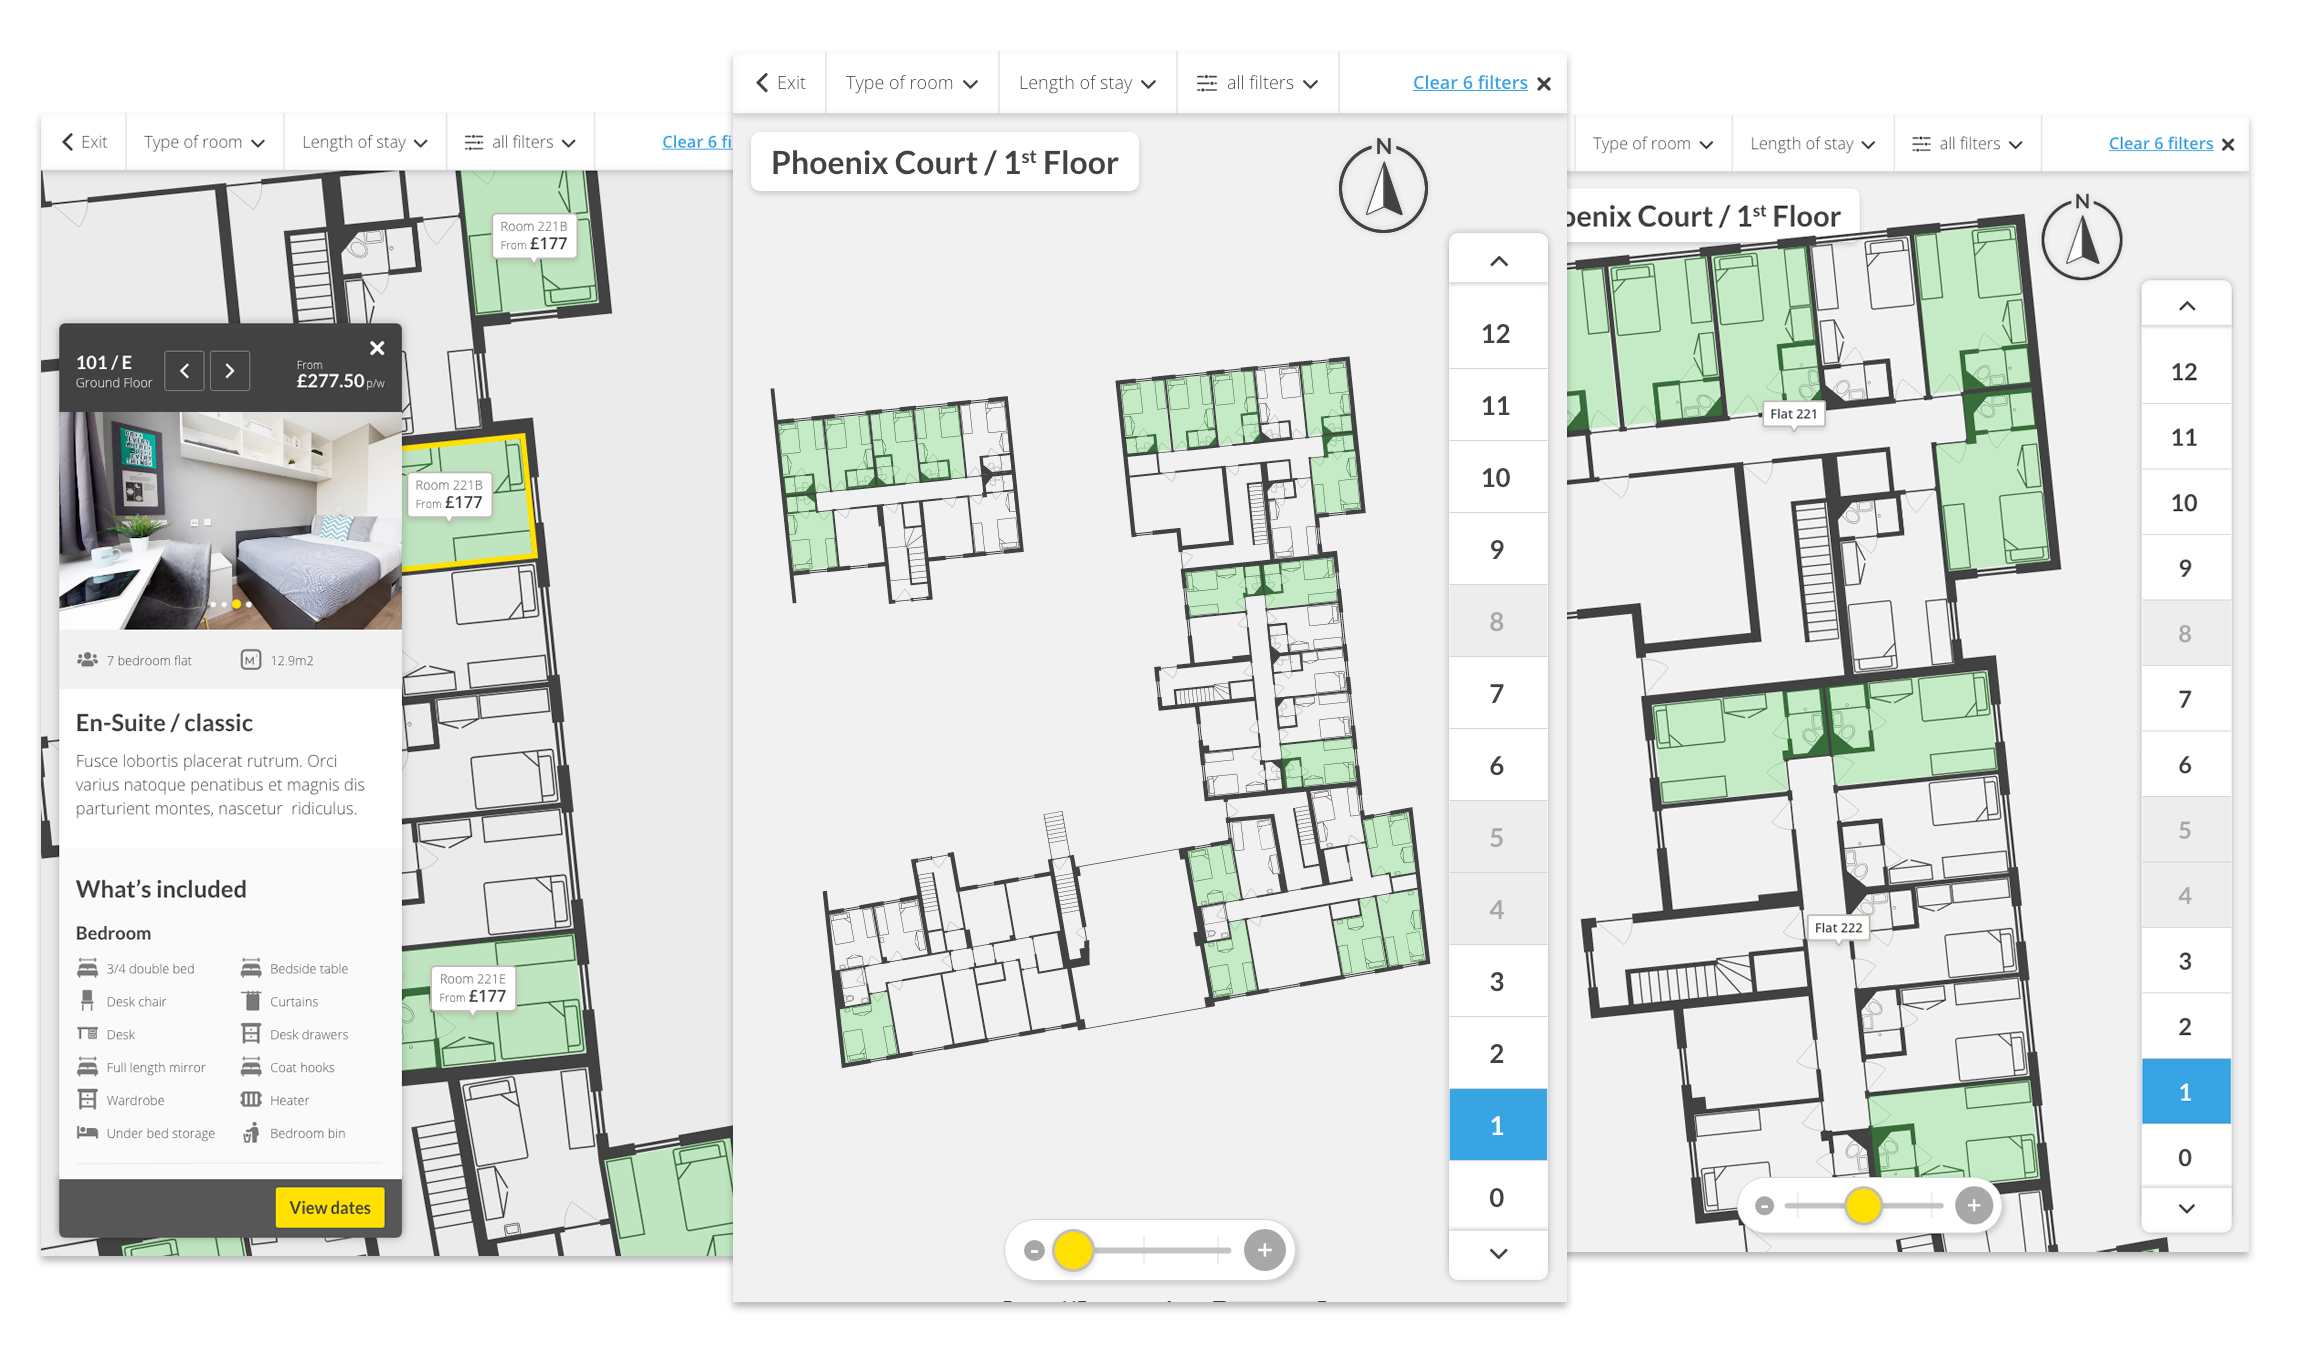 Exit
Type of room
Length of stay
all filters
Clear 6 fi
Room 221B
From £177
101 / E
Ground Floor
From
£277.50 p/w
Room 221B
From £177
7 bedroom flat
M²
12.9m2
En-Suite / classic
Fusce lobortis placerat rutrum. Orci
varius natoque penatibus et magnis dis
parturient montes, nascetur ridiculus.
What's included
Bedroom
3/4 double bed
Bedside table
Desk chair
Curtains
Desk
Desk drawers
Full length mirror
Coat hooks
Wardrobe
Heater
Under bed storage
Bedroom bin
View dates
Room 221E
From £177
Exit
Type of room
Length of stay
all filters
Clear 6 filters
Phoenix Court / 1st Floor
N
12
11
10
9
8
7
6
5
4
3
2
1
0
Type of room
Length of stay
all filters
Clear 6 filters
oenix Court / 1st Floor
N
Flat 221
Flat 222
12
11
10
9
8
7
6
5
4
3
2
1
0